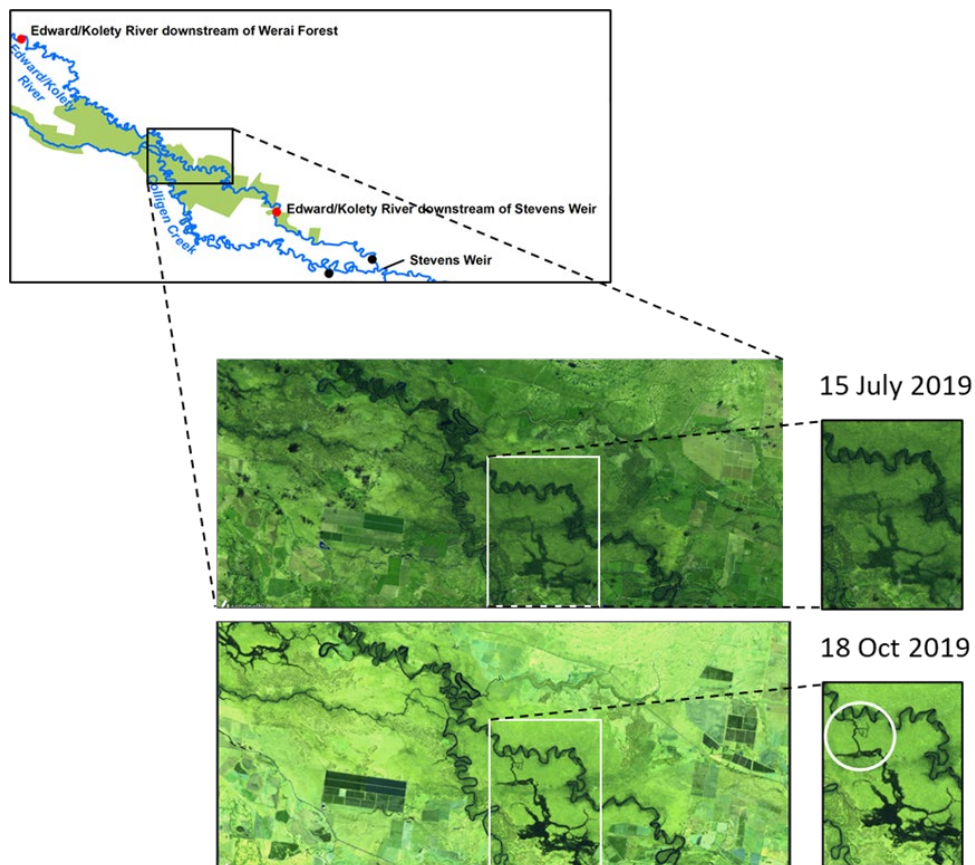 Edward/Kolety River downstream of Werai Forest
Edward/Kolety
River
Colligen Creek
Edward/Kolety River downstream of Stevens Weir
Stevens Weir
15 July 2019
18 Oct 2019